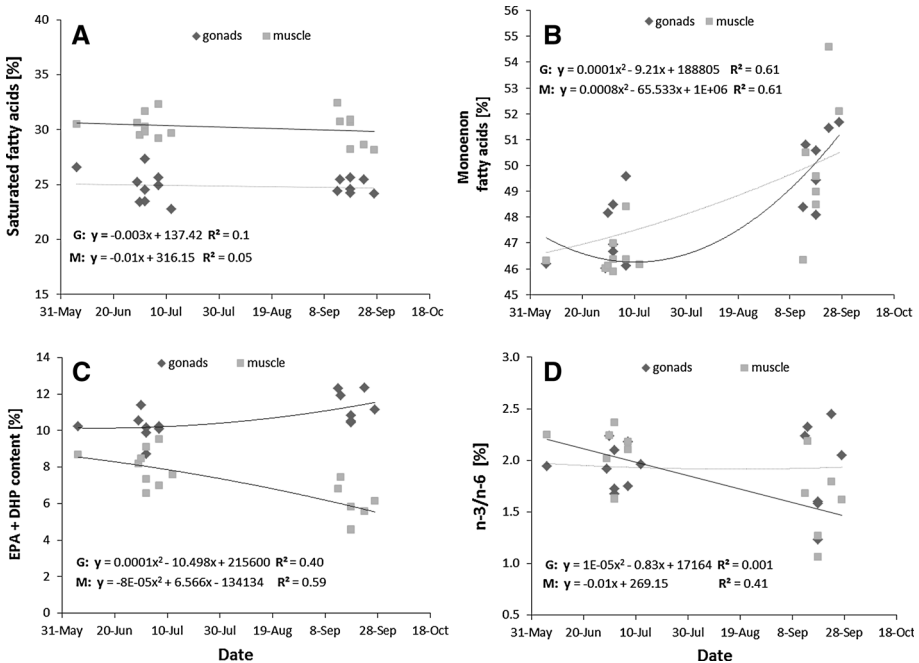 A
gonads muscle
Saturated fatty acids [%]
40
35
30
25
20
15
G: y = -0.003x + 137.42 R² = 0.1
M: y = -0.01x + 316.15 R² = 0.05
31-May 20-Jun 10-Jul 30-Jul 19-Aug 8-Sep 28-Sep 18-Oc
B
gonads muscle
Monoenon
fatty acids [%]
56
55
54
53
52
51
50
49
48
47
46
45
G: y = 0.0001x² - 9.21x + 188805 R² = 0.61
M: y = 0.0008x² - 65.533x + 1E+06 R² = 0.61
31-May 20-Jun 10-Jul 30-Jul 19-Aug 8-Sep 28-Sep 18-Oct
C
gonads muscle
EPA + DHP content [%]
14
12
10
8
6
4
2
0
G: y = 0.0001x² - 10.498x + 215600 R² = 0.40
M: y = -8E-05x² + 6.566x - 134134 R² = 0.59
31-May 20-Jun 10-Jul 30-Jul 19-Aug 8-Sep 28-Sep 18-Oct
Date
D
gonads muscle
n-3/n-6 [%]
3.0
2.5
2.0
1.5
1.0
0.5
G: y = 1E-05x² - 0.83x + 17164 R² = 0.001
M: y = -0.01x + 269.15 R² = 0.41
31-May 20-Jun 10-Jul 30-Jul 19-Aug 8-Sep 28-Sep 18-Oct
Date